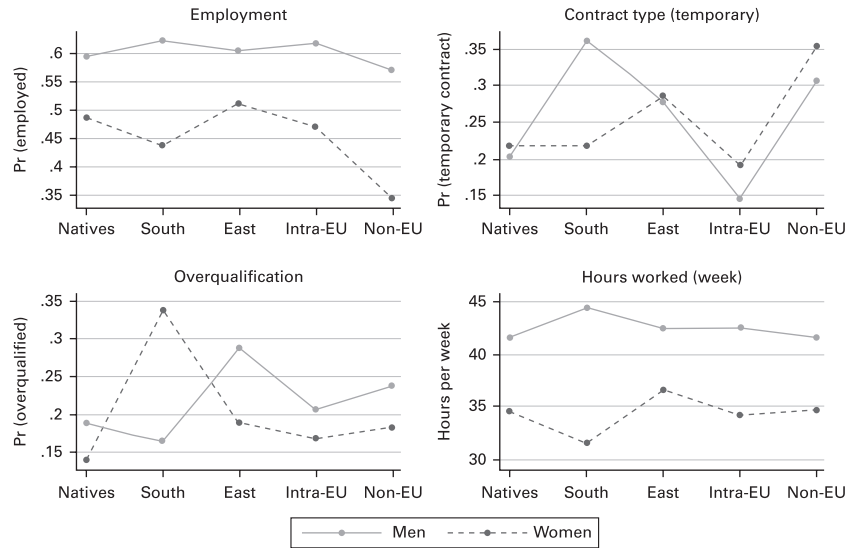 Employment
Pr (employed)
.6
.55
.5
.45
.4
.35
Natives South East Intra-EU Non-EU
Contract type (temporary)
Pr (temporary contract)
.35
.3
.25
.2
.15
Natives South East Intra-EU Non-EU
Overqualification
Pr (overqualified)
.35
.3
.25
.2
.15
Natives South East Intra-EU Non-EU
Hours worked (week)
Hours per week
45
40
35
30
Natives South East Intra-EU Non-EU
Men Women